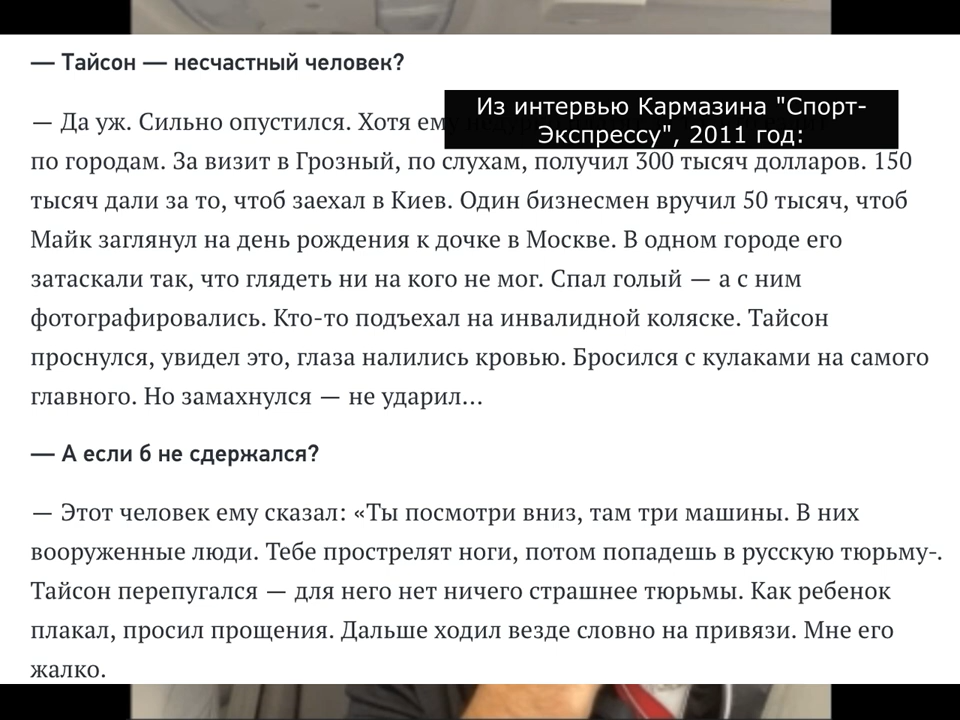 — Тайсон — несчастный человек?
Из интервью Кармазина "Спорт-
Экспрессу", 2011 год:
— Да уж. Сильно опустился. Хотя ему
по городам. За визит в Грозный, по слухам, получил 300 тысяч долларов. 150
тысяч дали за то, чтоб заехал в Киев. Один бизнесмен вручил 50 тысяч, чтоб
Майк заглянул на день рождения к дочке в Москве. В одном городе его
затаскали так, что глядеть ни на кого не мог. Спал голый — а с ним
фотографировались. Кто-то подъехал на инвалидной коляске. Тайсон
проснулся, увидел это, глаза налились кровью. Бросился с кулаками на самого
главного. Но замахнулся — не ударил...
— А если б не сдержался?
— Этот человек ему сказал: «Ты посмотри вниз, там три машины. В них
вооруженные люди. Тебе прострелят ноги, потом попадешь в русскую тюрьму-.
Тайсон перепугался — для него нет ничего страшнее тюрьмы. Как ребенок
плакал, просил прощения. Дальше ходил везде словно на привязи. Мне его
жалко.